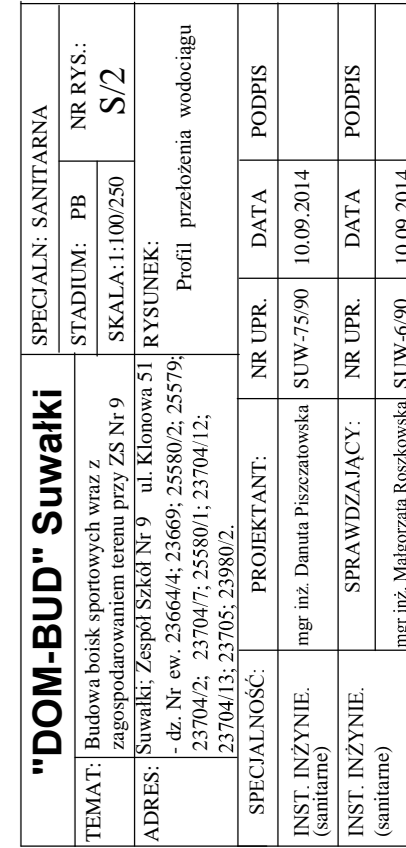 "DOM-BUD" Suwałki
SPECJALN: SANITARNA
TEMAT:
Budowa boisk sportowych wraz z
zagospodarowaniem terenu przy ZS Nr 9
STADIUM: PB
SKALA:1:100/250
NR RYS.:
S/2
ADRES:
Suwałki; Zespół Szkół Nr 9 ul. Klonowa 51
- dz. Nr ew. 23664/4; 23669; 25580/2; 25579;
23704/2; 23704/7; 25580/1; 23704/12;
23704/13; 23705; 23980/2.
RYSUNEK:
Profil przełożenia wodociągu
SPECJALNOŚĆ: PROJEKTANT: NR UPR. DATA PODPIS
INST. INŻYNIE.
(sanitarne)
mgr inż. Danuta Piszczatowska SUW-75/90 10.09.2014
INST. INŻYNIE.
(sanitarne)
SPRAWDZAJĄCY: NR UPR. DATA PODPIS
mgr inż. Małgorzata Roszkowska SUW-6/90 10.09.2014